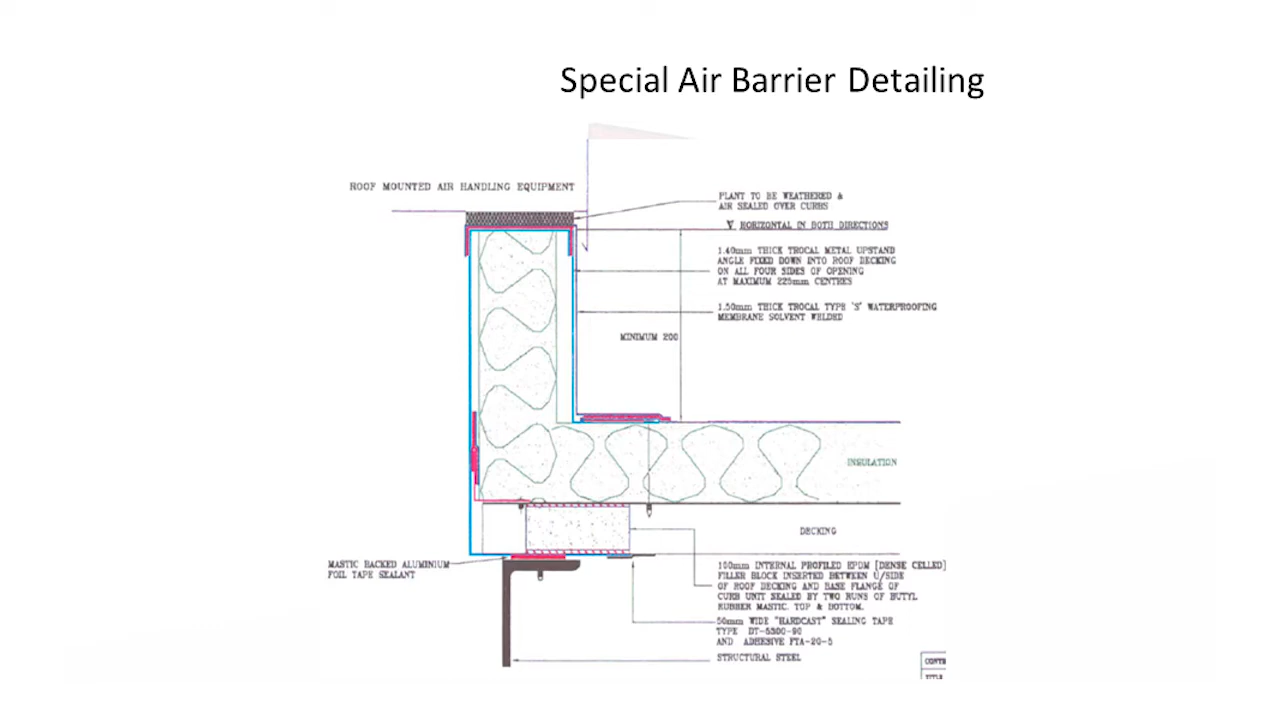 Special Air Barrier Detailing
ROOF MOUNTED AIR HANDLING EQUIPMENT
PLANT TO BE WEATHERED &
AIR SEALED OVER CURBS
HORIZONTAL IN BOTH DIRECTIONS
1.40mm THICK TROCAL METAL UPSTAND
ANGLE FIXED DOWN INTO ROOF DECKING
ON ALL FOUR SIDES OF OPENING
AT MAXIMUM 225mm CENTRES
1.50mm THICK TROCAL TYPE 'S' WATERPROOFING
MEMBRANE SOLVENT WELDED
MINIMUM 200
INSULATION
DECKING
MASTIC BACKED ALUMINIUM
FOIL TAPE SEALANT
100mm INTERNAL PROFILED EPDM [DENSE CELLED]
FILLER BLOCK INSERTED BETWEEN U/SIDE
OF ROOF DECKING AND BASE FLANGE OF
CURB UNIT SEALED BY TWO RUNS OF BUTYL
RUBBER MASTIC. TOP & BOTTOM.
50mm WIDE "HARDCAST" SEALING TAPE
TYPE DT-5300-90
AND ADHESIVE FTA-20-5
STRUCTURAL STEEL
TITLE